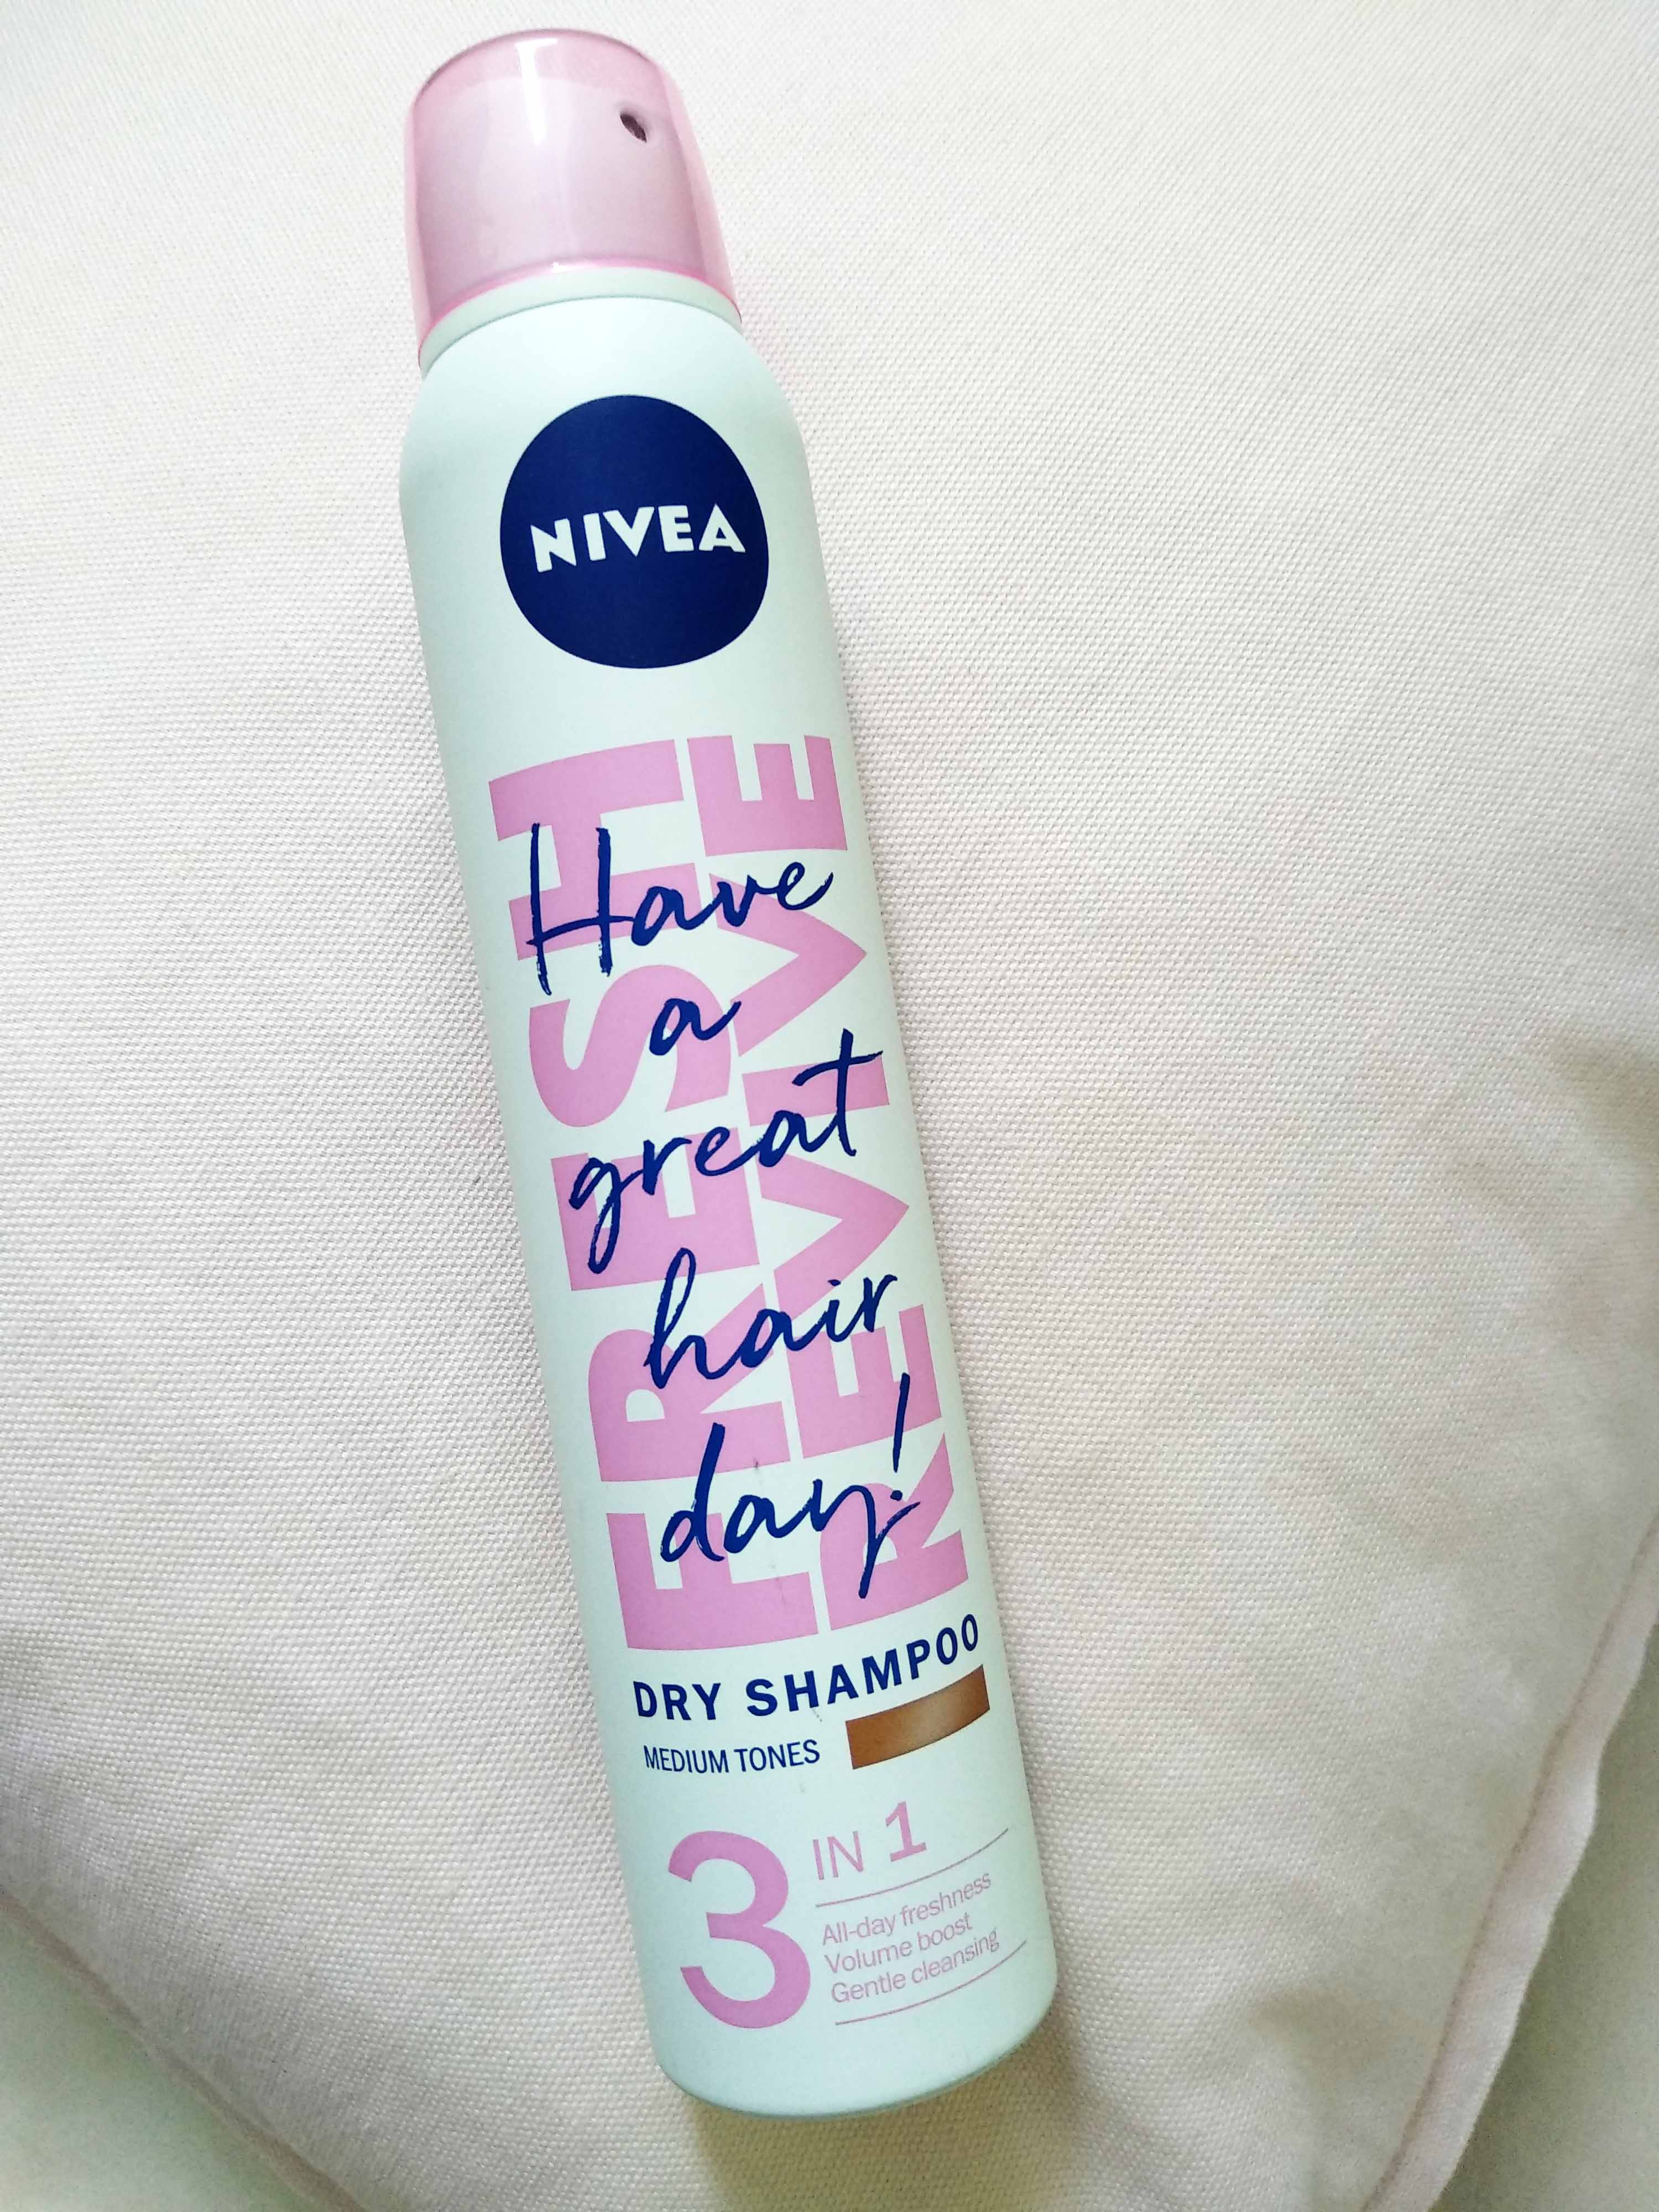 NIVEA
FRESH
REVIVE
Have
a
great
hair
day!
DRY SHAMPOO
MEDIUM TONES
3 IN 1
All-day freshness
Volume boost
Gentle cleansing